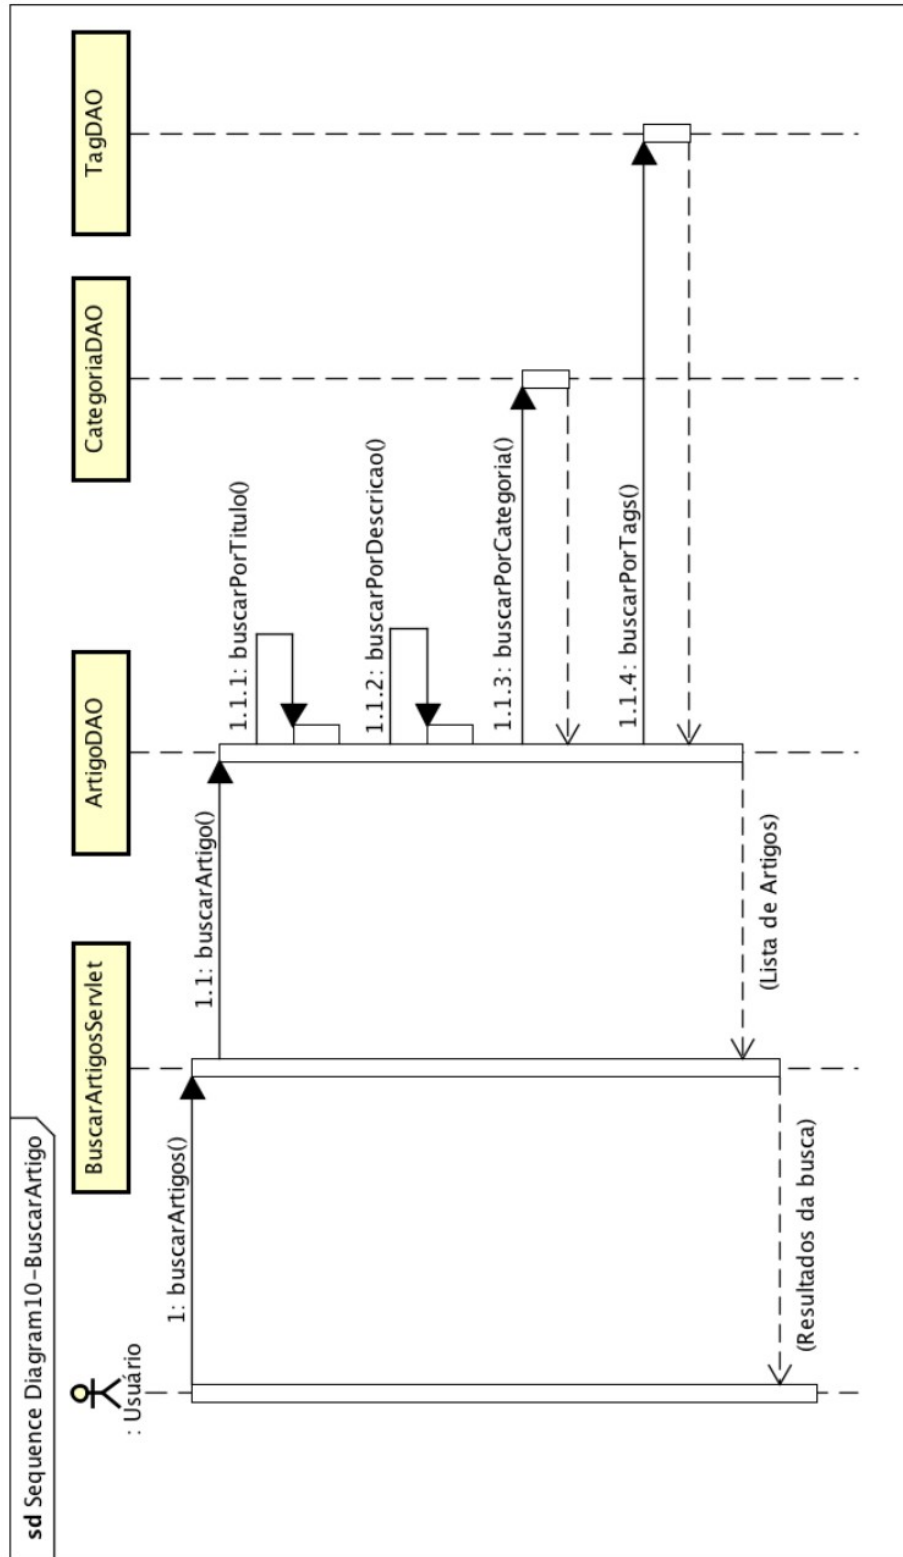 sd Sequence Diagram10-BuscarArtigo
: Usuário
BuscarArtigosServlet
ArtigoDAO
CategoriaDAO
TagDAO
1: buscarArtigos()
1.1: buscarArtigo()
1.1.1: buscarPorTitulo()
1.1.2: buscarPorDescricao()
1.1.3: buscarPorCategoria()
1.1.4: buscarPorTags()
(Lista de Artigos)
(Resultados da busca)